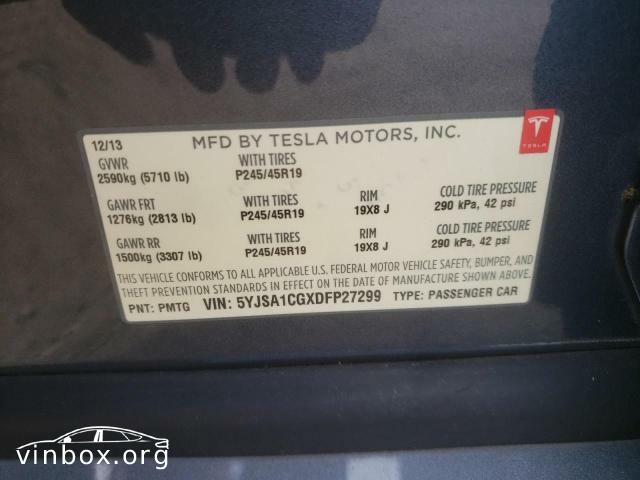 12/13 MFD BY TESLA MOTORS, INC.
TESLA
GVWR WITH TIRES
2590kg (5710 lb) P245/45R19
GAWR FRT WITH TIRES RIM COLD TIRE PRESSURE
1276kg (2813 lb) P245/45R19 19X8 J 290 kPa, 42 psi
GAWR RR WITH TIRES RIM COLD TIRE PRESSURE
1500kg (3307 lb) P245/45R19 19X8 J 290 kPa, 42 psi
THIS VEHICLE CONFORMS TO ALL APPLICABLE U.S. FEDERAL MOTOR VEHICLE SAFETY, BUMPER, AND
THEFT PREVENTION STANDARDS IN EFFECT ON THE DATE OF MANUFACTURE SHOWN ABOVE.
PNT: PMTG VIN: 5YJSA1CGXDFP27299 TYPE: PASSENGER CAR
vinbox.org